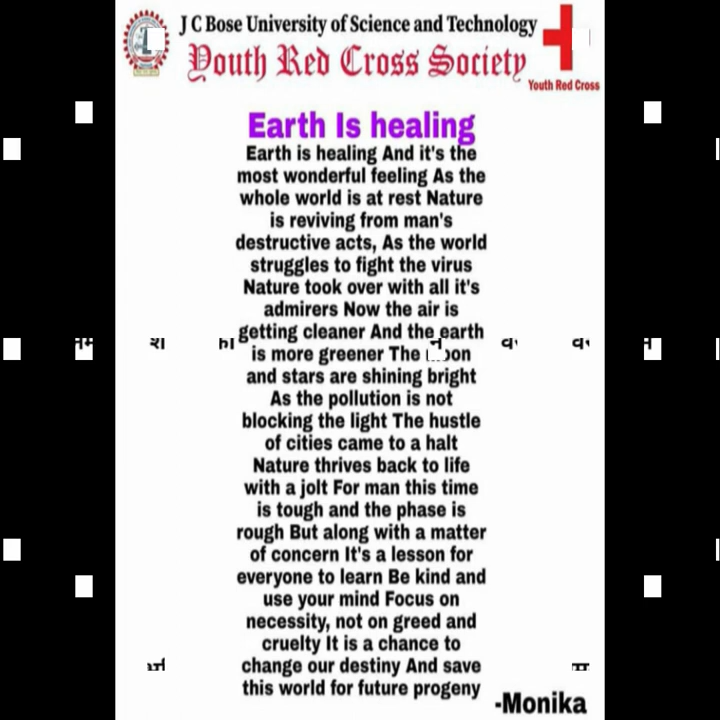 J C Bose University of Science and Technology
Youth Red Cross Society
Youth Red Cross
Earth Is healing
Earth is healing And it's the
most wonderful feeling As the
whole world is at rest Nature
is reviving from man's
destructive acts, As the world
struggles to fight the virus
Nature took over with all it's
admirers Now the air is
getting cleaner And the earth
is more greener The
and stars are shining bright
As the pollution is not
blocking the light The hustle
of cities came to a halt
Nature thrives back to life
with a jolt For man this time
is tough and the phase is
rough But along with a matter
of concern It's a lesson for
everyone to learn Be kind and
use your mind Focus on
necessity, not on greed and
cruelty It is a chance to
change our destiny And save
this world for future progeny
-Monika